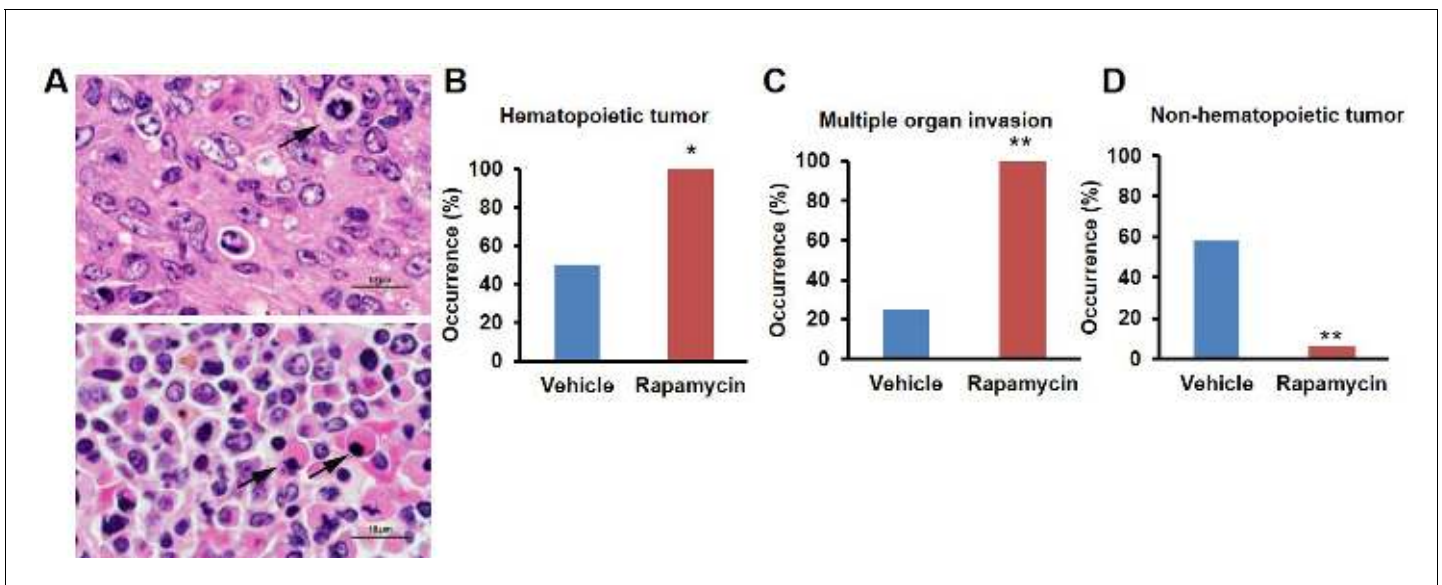 A
B
C
D
Hematopoietic tumor
Multiple organ invasion
Non-hematopoietic tumor
*
**
**
Occurrence (%)
100
80
60
40
20
0
Vehicle Rapamycin
Occurrence (%)
100
80
60
40
20
0
Vehicle Rapamycin
Occurrence (%)
100
80
60
40
20
0
Vehicle Rapamycin
10µm